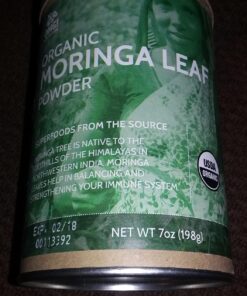 ORGANIC
MORINGA LEAF
POWDER
SUPERFOODS FROM THE SOURCE
MORINGA TREE IS NATIVE TO THE
FOOTHILLS OF THE HIMALAYAS IN
NORTHWESTERN INDIA. MORINGA
LEAVES HELP IN BALANCING AND
STRENGTHENING YOUR IMMUNE SYSTEM
USDA
ORGANIC
EXP. 02/18
00113392
NET WT 7oz (198g)